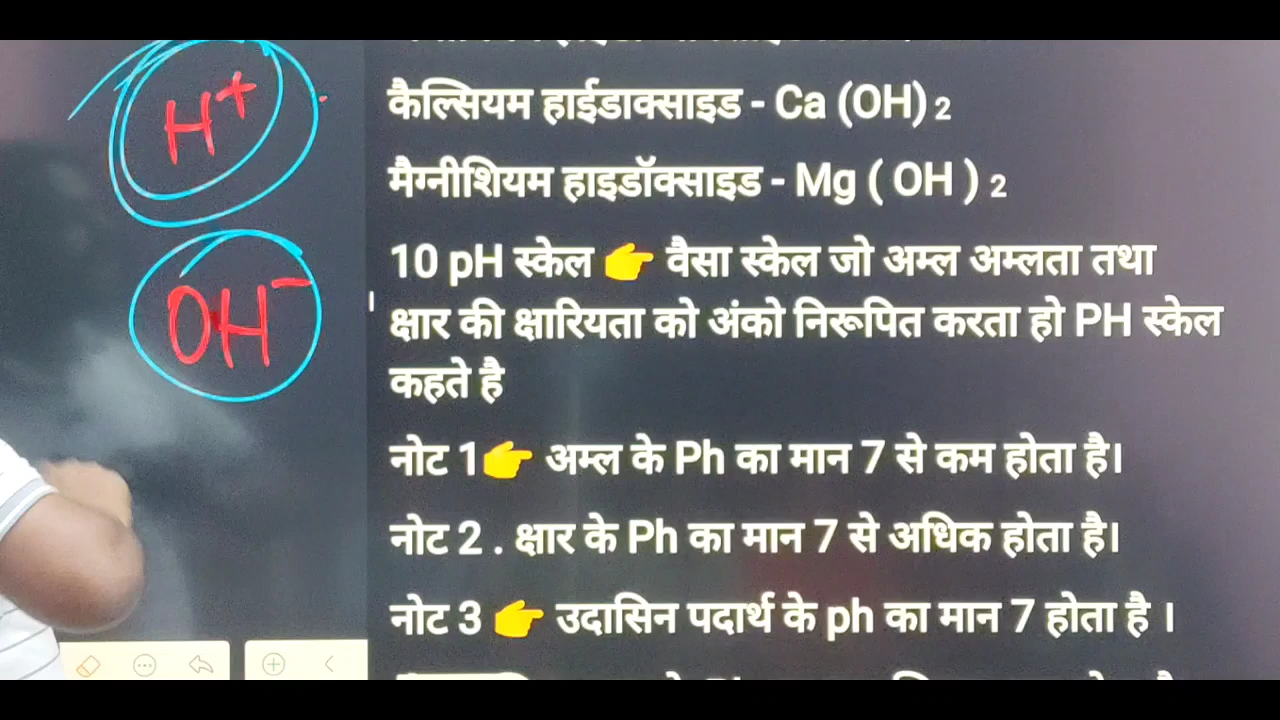 H+
OH-
कैल्सियम हाईडाक्साइड - Ca (OH) 2
मैग्नीशियम हाइडॉक्साइड - Mg ( OH ) 2
10 pH स्केल 👉 वैसा स्केल जो अम्ल अम्लता तथा
क्षार की क्षारियता को अंको निरूपित करता हो PH स्केल
कहते है
नोट 1👉 अम्ल के Ph का मान 7 से कम होता है।
नोट 2 . क्षार के Ph का मान 7 से अधिक होता है।
नोट 3 👉 उदासिन पदार्थ के ph का मान 7 होता है ।